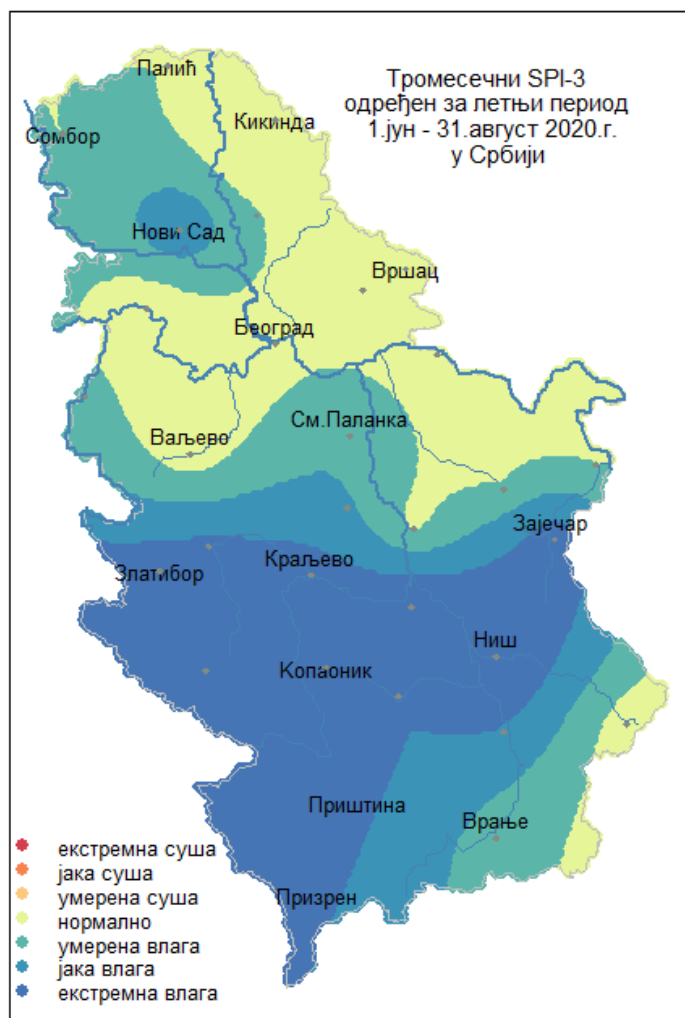 Тромесечни SPI-3
одређен за летњи период
1.јун - 31.август 2020.г.
у Србији
Палић
Кикинда
Сомбор
Нови Сад
Вршац
Београд
См.Паланка
Ваљево
Зајечар
Златибор
Краљево
Ниш
Копаоник
Приштина
Врање
Призрен
екстремна суша
јака суша
умерена суша
нормално
умерена влага
јака влага
екстремна влага